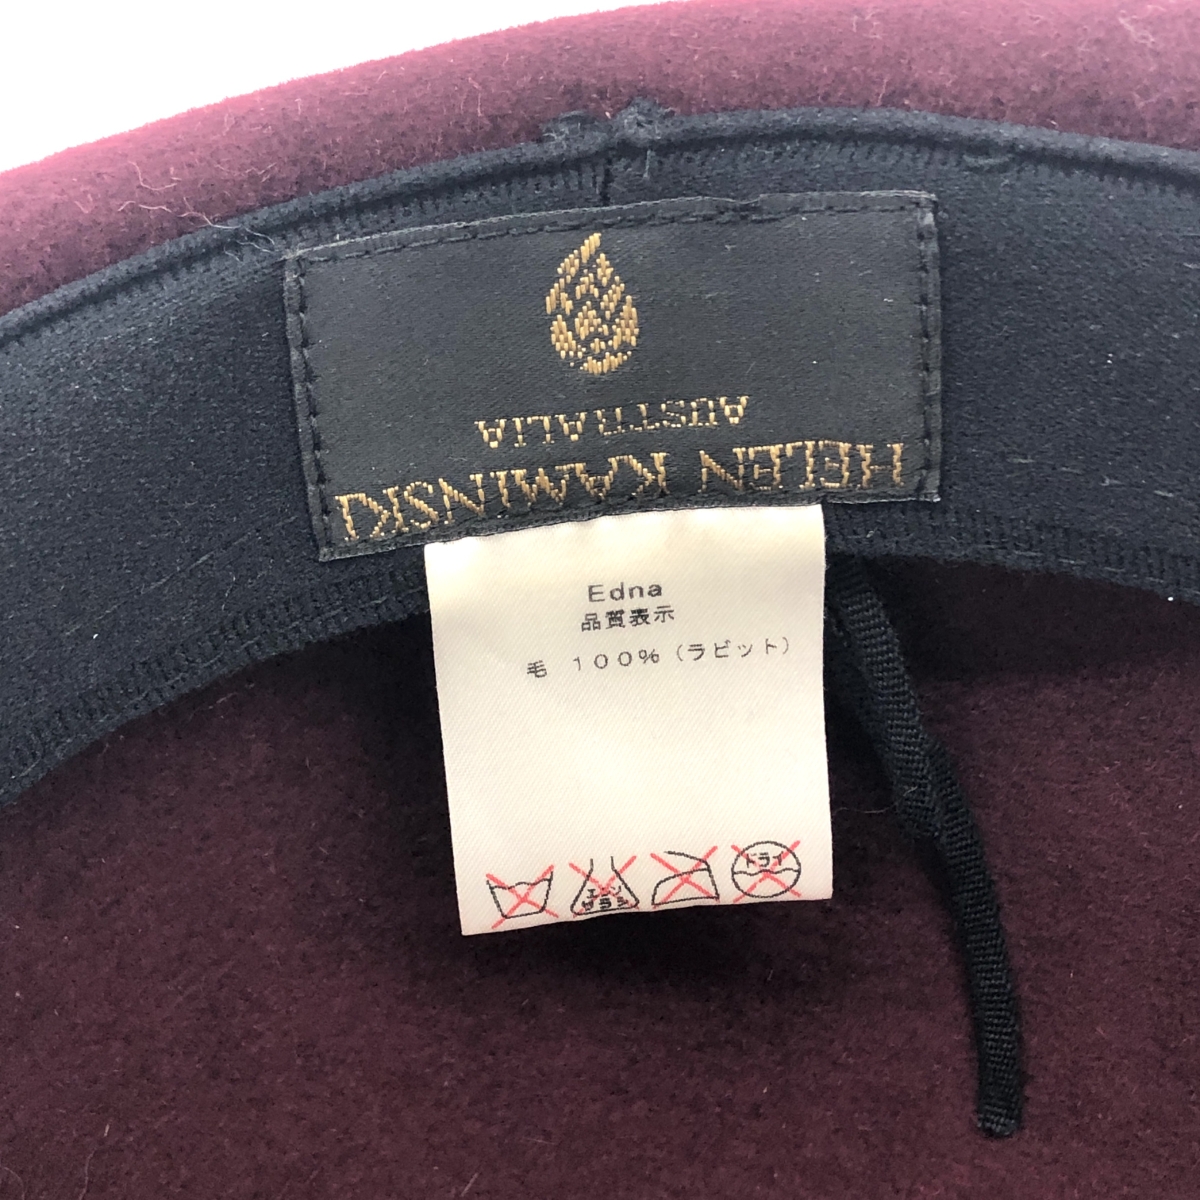 HELEN KAMINSKI
AUSTRALIA
Edna
品質表示
毛 100%(ラビット)
エンソサラシ
ドライ